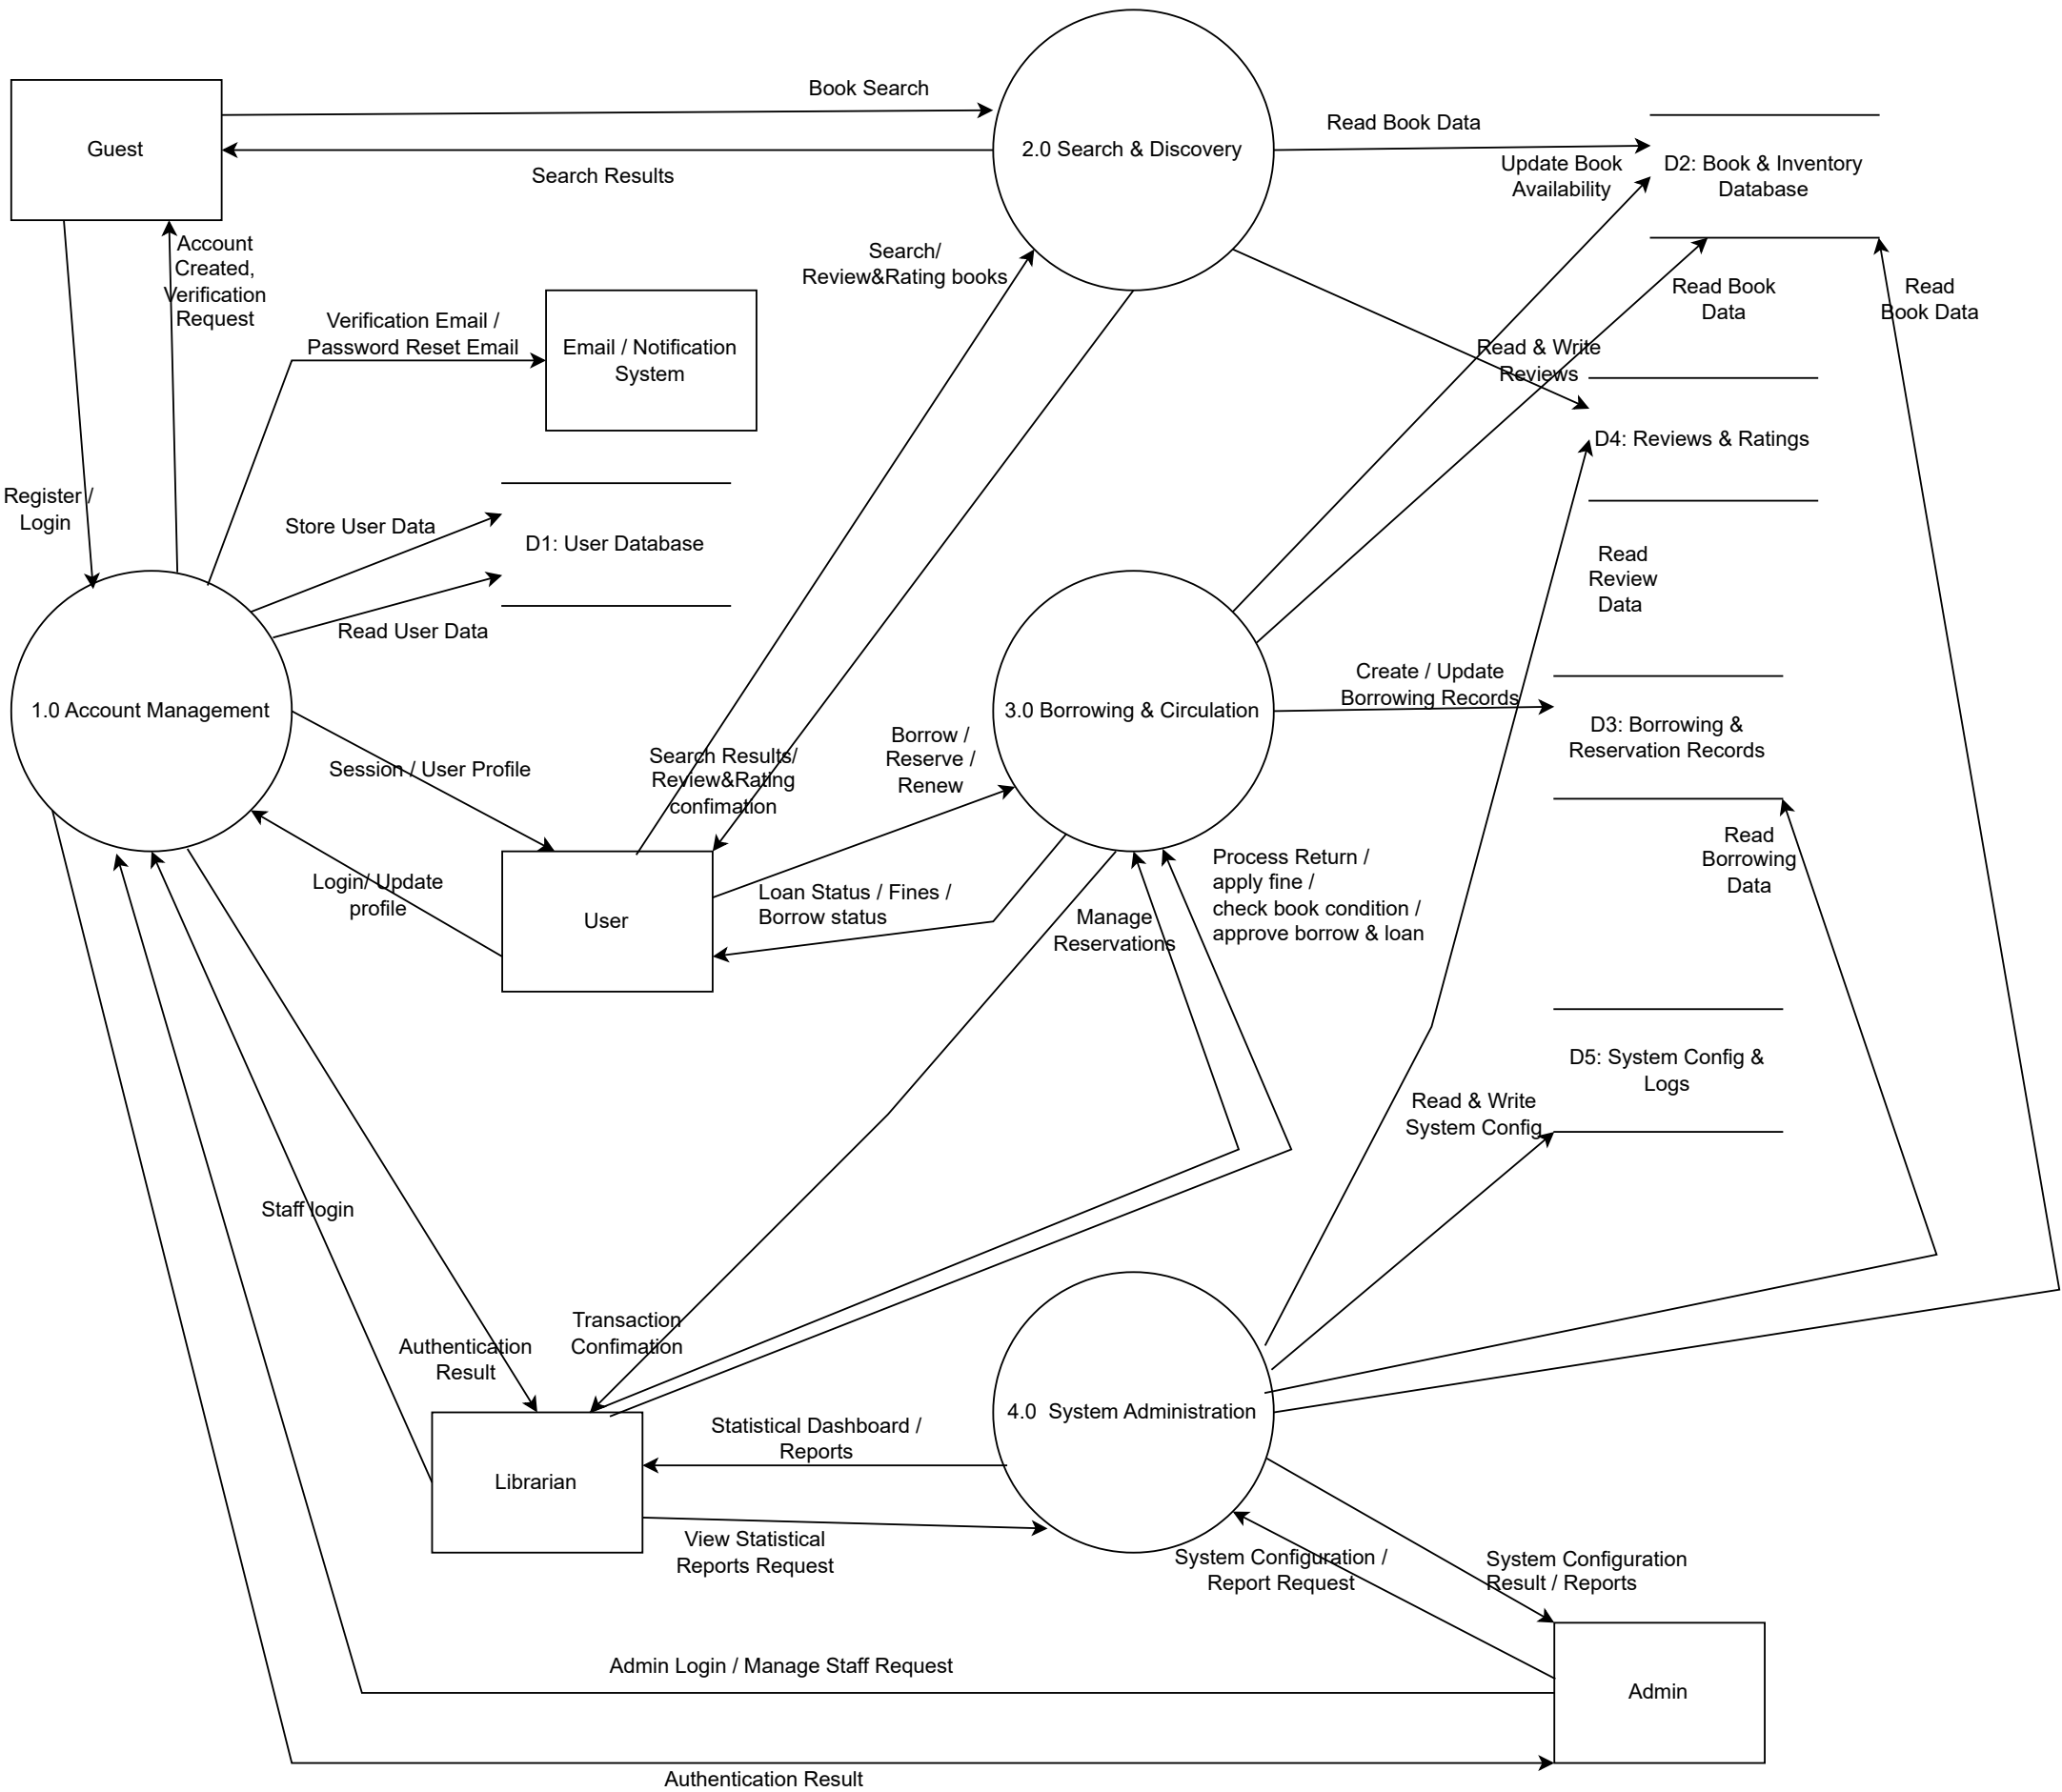 Book Search
Guest
2.0 Search & Discovery
Read Book Data
Search Results
Update Book
Availability
D2: Book & Inventory
Database
Account
Created,
Verification
Request
Search/
Review&Rating books
Read Book
Data
Read
Book Data
Verification Email /
Password Reset Email
Email / Notification
System
Read & Write
Reviews
D4: Reviews & Ratings
Register /
Login
Store User Data
D1: User Database
Read
Review
Data
Read User Data
1.0 Account Management
3.0 Borrowing & Circulation
Create / Update
Borrowing Records
D3: Borrowing &
Reservation Records
Session / User Profile
Search Results/
Review&Rating
confimation
Borrow /
Reserve /
Renew
Login/ Update
profile
User
Loan Status / Fines /
Borrow status
Manage
Reservations
Process Return /
apply fine /
check book condition /
approve borrow & loan
Read
Borrowing
Data
D5: System Config &
Logs
Read & Write
System Config
Staff login
Authentication
Result
Transaction
Confimation
Statistical Dashboard /
Reports
4.0  System Administration
Librarian
View Statistical
Reports Request
System Configuration /
Report Request
System Configuration
Result / Reports
Admin Login / Manage Staff Request
Admin
Authentication Result